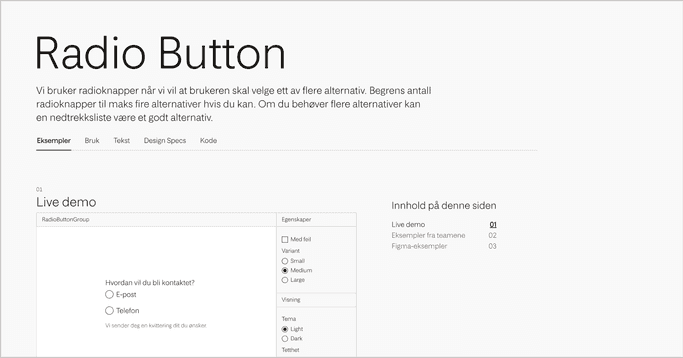 Radio Button
Vi bruker radioknapper når vi vil at brukeren skal velge ett av flere alternativ. Begrens antall
radioknapper til maks fire alternativer hvis du kan. Om du behøver flere alternativer kan
en nedtrekksliste være et godt alternativ.
Eksempler Bruk Tekst Design Specs Kode
01
Live demo
RadioButtonGroup
Hvordan vil du bli kontaktet?
E-post
Telefon
Vi sender deg en kvittering dit du ønsker.
Egenskaper
Med feil
Variant
Small
Medium
Large
Visning
Tema
Light
Dark
Tetthet
Innhold på denne siden
Live demo 01
Eksempler fra teamene 02
Figma-eksempler 03